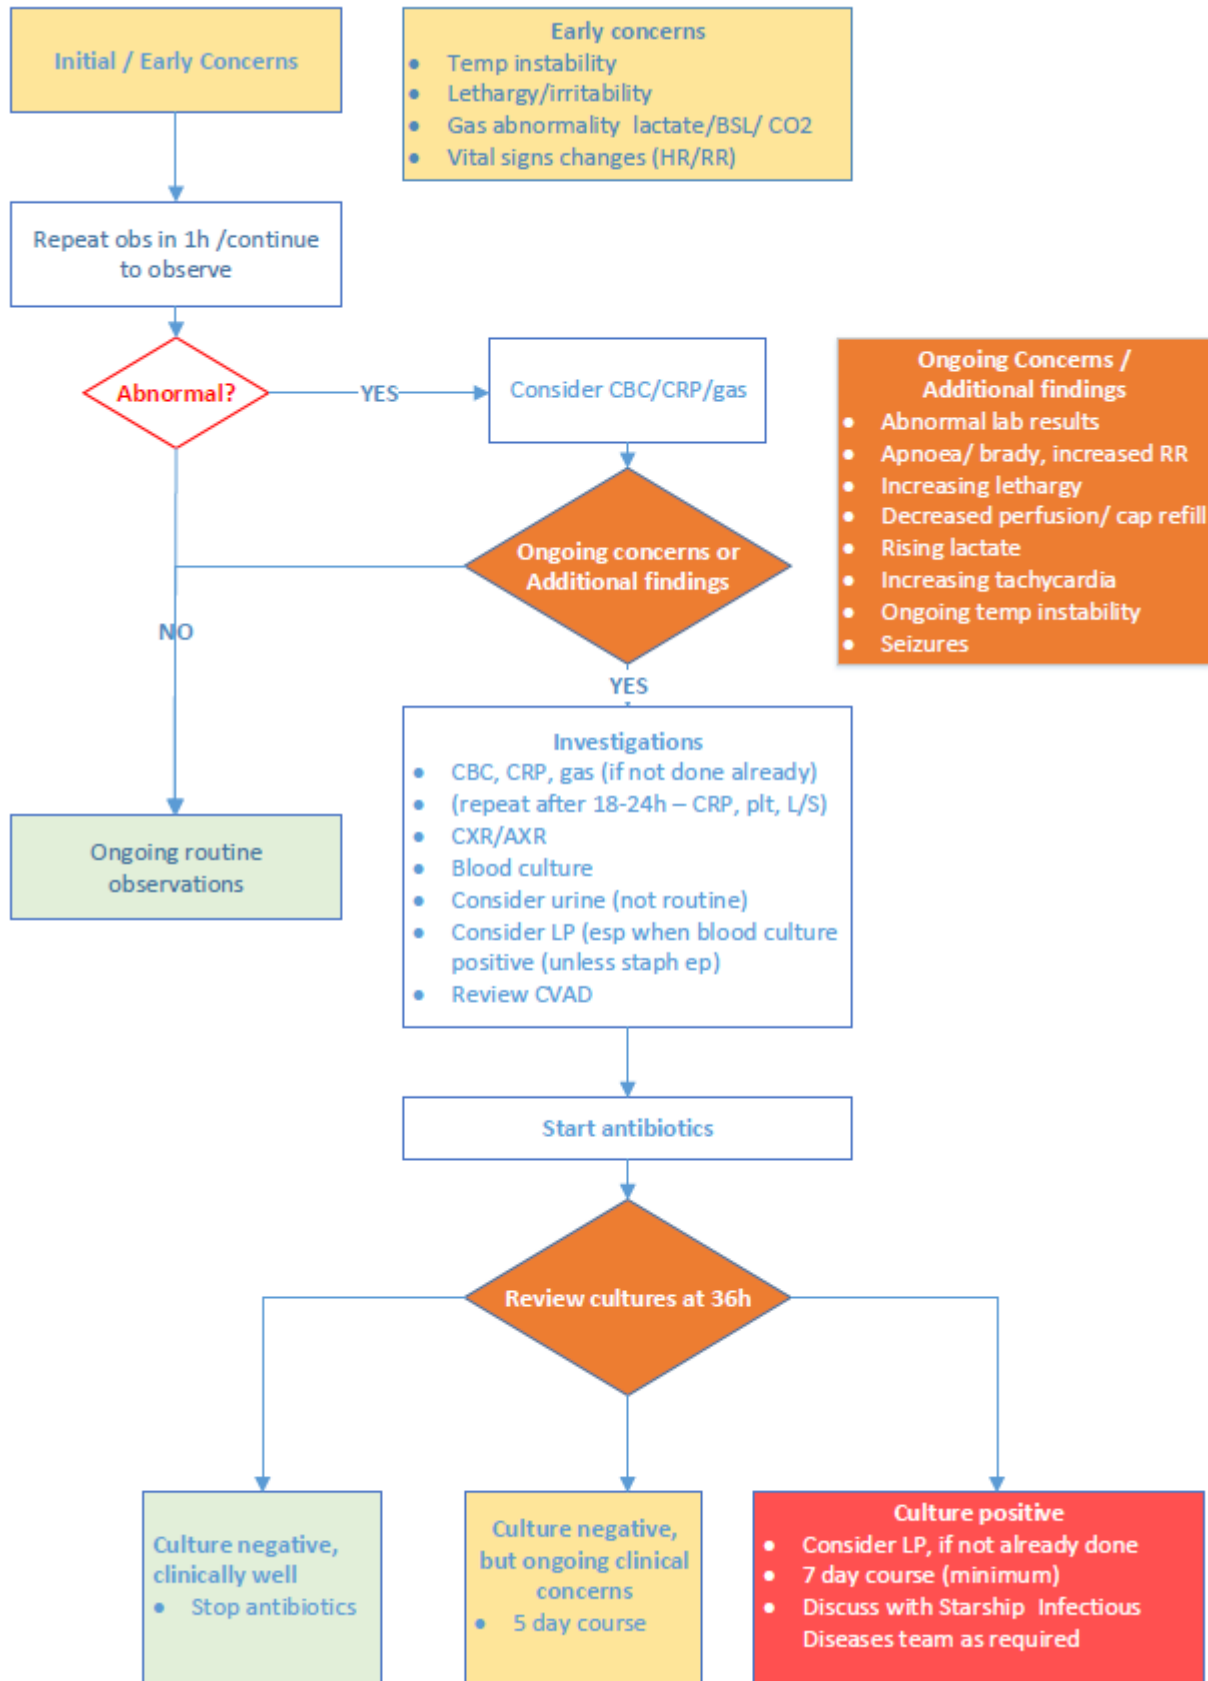 Initial / Early Concerns
Early concerns
● Temp instability
● Lethargy/irritability
● Gas abnormality lactate/BSL/ CO2
● Vital signs changes (HR/RR)
Repeat obs in 1h /continue
to observe
Abnormal?
YES
Consider CBC/CRP/gas
Ongoing Concerns /
Additional findings
● Abnormal lab results
● Apnoea/ brady, increased RR
● Increasing lethargy
● Decreased perfusion/ cap refill
● Rising lactate
● Increasing tachycardia
● Ongoing temp instability
● Seizures
Ongoing concerns or
Additional findings
NO
YES
Investigations
● CBC, CRP, gas (if not done already)
● (repeat after 18-24h – CRP, plt, L/S)
● CXR/AXR
● Blood culture
● Consider urine (not routine)
● Consider LP (esp when blood culture
positive (unless staph ep)
● Review CVAD
Ongoing routine
observations
Start antibiotics
Review cultures at 36h
Culture negative,
clinically well
● Stop antibiotics
Culture negative,
but ongoing clinical
concerns
● 5 day course
Culture positive
● Consider LP, if not already done
● 7 day course (minimum)
● Discuss with Starship Infectious
Diseases team as required